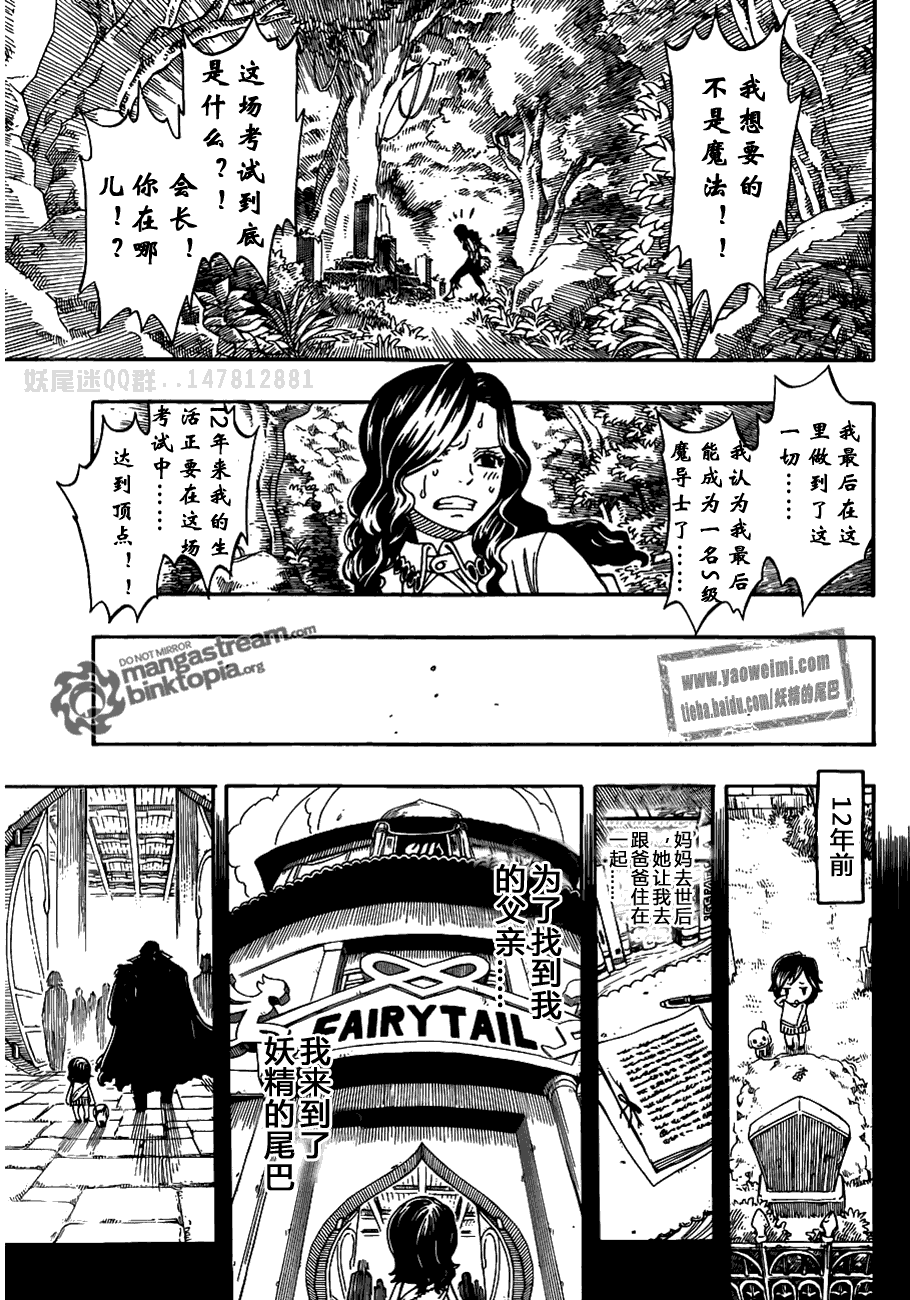 我想要的
不是魔法！！
这场考试到底
是什么？！
会长！
你在哪
儿！？
妖尾迷QQ群..147812881
我最后在这
里做到了这
一切……
我认为我最后
能成为一名S级
魔导士了……
12年来我的生
活正要在这场
考试中……
达到顶点！！
DO NOT MIRROR
mangastream.com
binktopia.org
www.yaoweimi.com
tieba.baidu.com/妖精的尾巴
12年前
妈妈去世后
，她让我去
跟爸爸住在
一起……
为了找到我
的父亲……
FAIRY TAIL
我来到了
妖精的尾巴